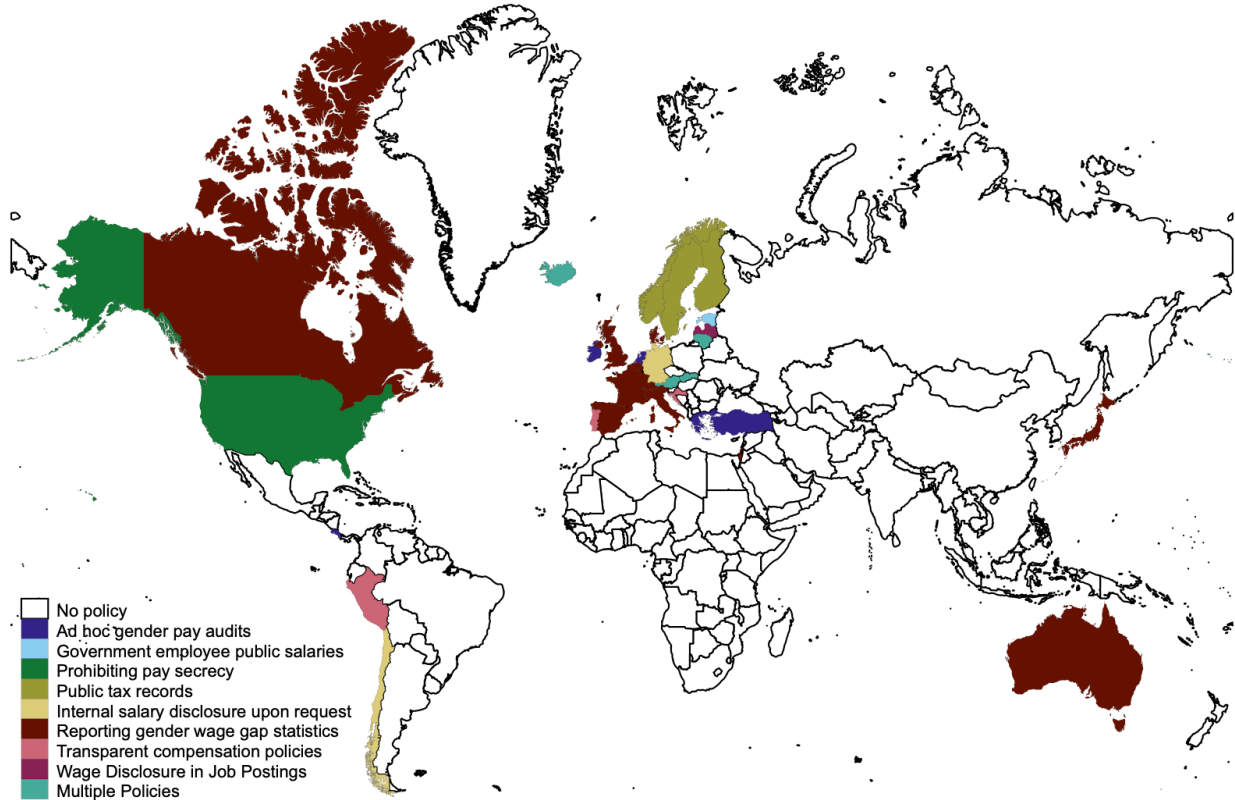 No policy
Ad hoc gender pay audits
Government employee public salaries
Prohibiting pay secrecy
Public tax records
Internal salary disclosure upon request
Reporting gender wage gap statistics
Transparent compensation policies
Wage Disclosure in Job Postings
Multiple Policies